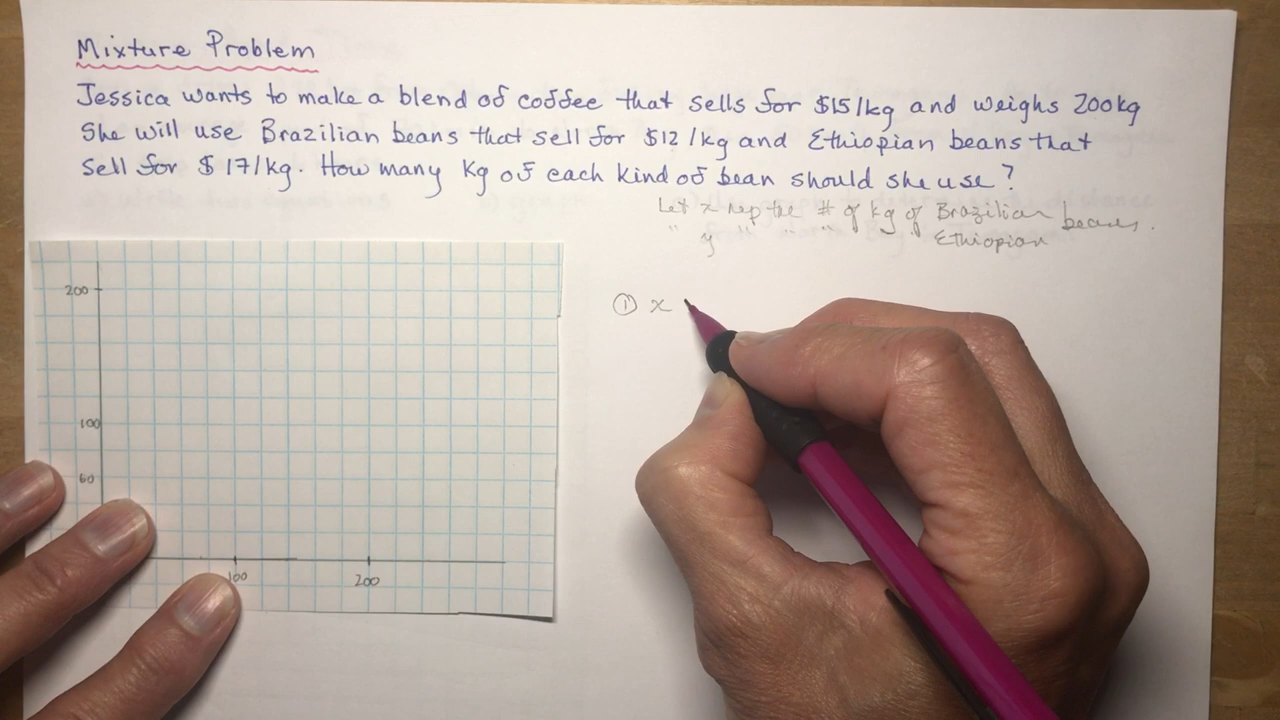 Mixture Problem
Jessica wants to make a blend of coffee that sells for $15/kg and weighs 200kg
She will use Brazilian beans that sell for $12/kg and Ethiopian beans that
sell for $17/kg. How many kg of each kind of bean should she use?
Let x rep the # of kg of Brazilian beans.
" y " " " Ethiopian
① x
200
100
60
100
200